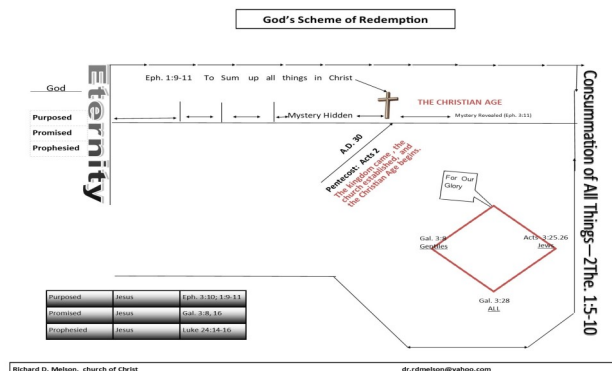 God's Scheme of Redemption
Eternity
God
Purposed
Promised
Prophesied
Eph. 1:9-11 To Sum up all things in Christ
Mystery Hidden
THE CHRISTIAN AGE
Mystery Revealed (Eph. 3:11)
A.D. 30
Pentecost: Acts 2
The kingdom came, the
church established, and
the Christian Age begins.
For Our
Glory
Gal. 3:8
Gentiles
Acts 3:25.26
Jews
Gal. 3:28
ALL
Consummation of All Things—2The. 1:5-10
Purposed Jesus Eph. 3:10; 1:9-11
Promised Jesus Gal. 3:8, 16
Prophesied Jesus Luke 24:14-16
Richard D. Melson, church of Christ dr.rdmelson@yahoo.com